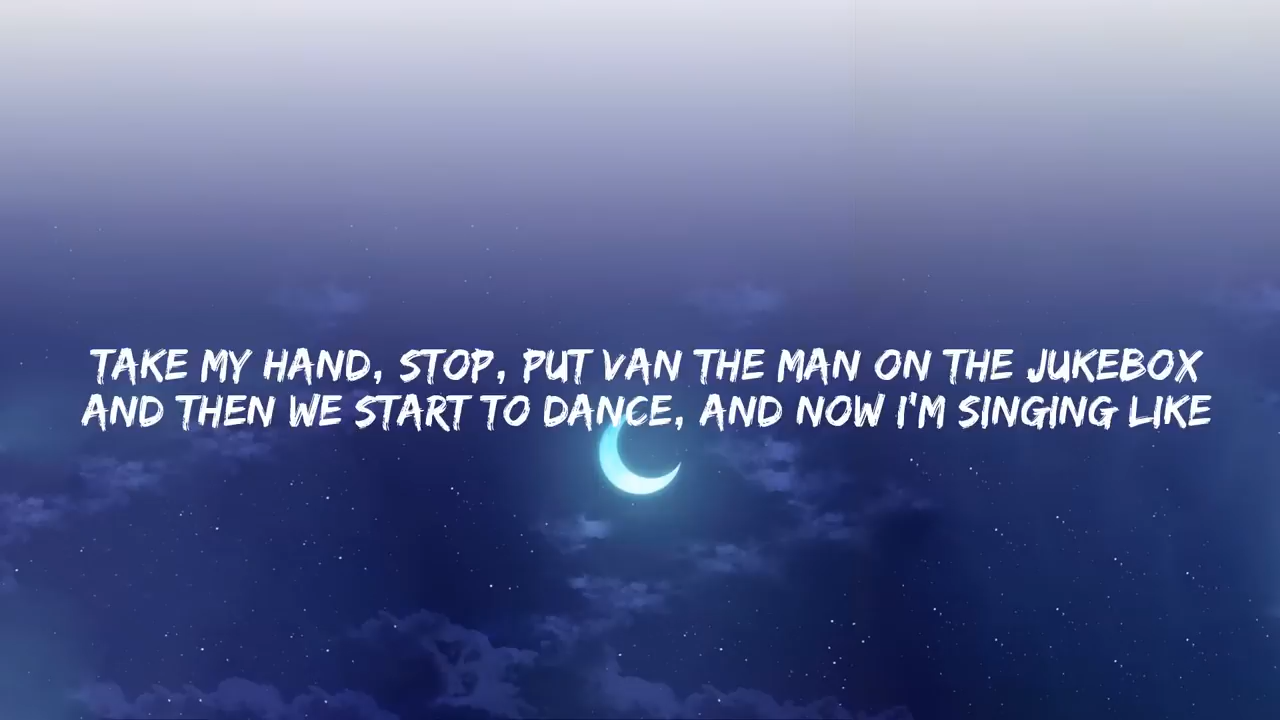 TAKE MY HAND, STOP, PUT VAN THE MAN ON THE JUKEBOX
AND THEN WE START TO DANCE, AND NOW I'M SINGING LIKE